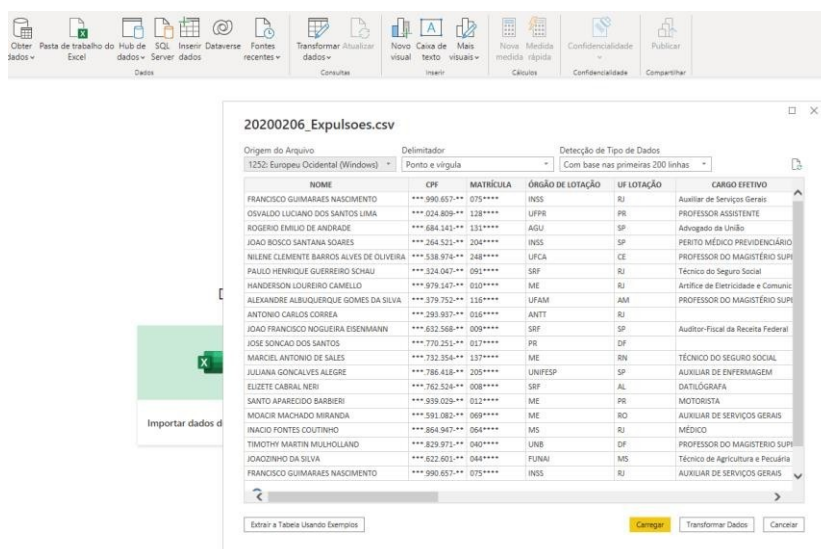 Obter dados
Pasta de trabalho do Excel
Hub de dados
SQL Server
Inserir dados
Dataverse
Fontes recentes
Dados
Transformar dados
Atualizar
Consultas
Novo visual
Caixa de texto
Mais visuais
Inserir
Nova medida
Medida rápida
Cálculos
Confidencialidade
Confidencialidade
Publicar
Compartilhar
20200206_Expulsoes.csv
Origem do Arquivo Delimitador Detecção de Tipo de Dados
1252: Europeu Ocidental (Windows) Ponto e vírgula Com base nas primeiras 200 linhas
NOME CPF MATRÍCULA ÓRGÃO DE LOTAÇÃO UF LOTAÇÃO CARGO EFETIVO
FRANCISCO GUIMARAES NASCIMENTO ***.990.657-** 075**** INSS RJ Auxiliar de Serviços Gerais
OSVALDO LUCIANO DOS SANTOS LIMA ***.024.809-** 128**** UFPR PR PROFESSOR ASSISTENTE
ROGERIO EMILIO DE ANDRADE ***.684.141-** 131**** AGU SP Advogado da União
JOAO BOSCO SANTANA SOARES ***.264.521-** 204**** INSS SP PERITO MÉDICO PREVIDENCIÁRIO
NILENE CLEMENTE BARROS ALVES DE OLIVEIRA ***.538.974-** 248**** UFCA CE PROFESSOR DO MAGISTÉRIO SUPE
PAULO HENRIQUE GUERREIRO SCHAU ***.324.047-** 091**** SRF RJ Técnico do Seguro Social
HANDERSON LOUREIRO CAMELLO ***.979.147-** 010**** ME RJ Artífice de Eletricidade e Comunic
ALEXANDRE ALBUQUERQUE GOMES DA SILVA ***.379.752-** 116**** UFAM AM PROFESSOR DO MAGISTÉRIO SUPE
ANTONIO CARLOS CORREA ***.293.937-** 016**** ANTT RJ
JOAO FRANCISCO NOGUEIRA EISENMANN ***.632.568-** 009**** SRF SP Auditor-Fiscal da Receita Federal
JOSE SONCAO DOS SANTOS ***.770.251-** 017**** PR DF
MARCIEL ANTONIO DE SALES ***.732.354-** 137**** ME RN TÉCNICO DO SEGURO SOCIAL
JULIANA GONCALVES ALEGRE ***.786.418-** 205**** UNIFESP SP AUXILIAR DE ENFERMAGEM
ELIZETE CABRAL NERI ***.762.524-** 008**** SRF AL DATILÓGRAFA
SANTO APARECIDO BARBIERI ***.939.029-** 012**** ME PR MOTORISTA
MOACIR MACHADO MIRANDA ***.591.082-** 069**** ME RO AUXILIAR DE SERVIÇOS GERAIS
INACIO FONTES COUTINHO ***.864.947-** 064**** MS RJ MÉDICO
TIMOTHY MARTIN MULHOLLAND ***.829.971-** 040**** UNB DF PROFESSOR DO MAGISTERIO SUPE
JOAOZINHO DA SILVA ***.622.601-** 044**** FUNAI MS Técnico de Agricultura e Pecuária
FRANCISCO GUIMARAES NASCIMENTO ***.990.657-** 075**** INSS RJ AUXILIAR DE SERVIÇOS GERAIS
Importar dados d
Extrair a Tabela Usando Exemplos Carregar Transformar Dados Cancelar